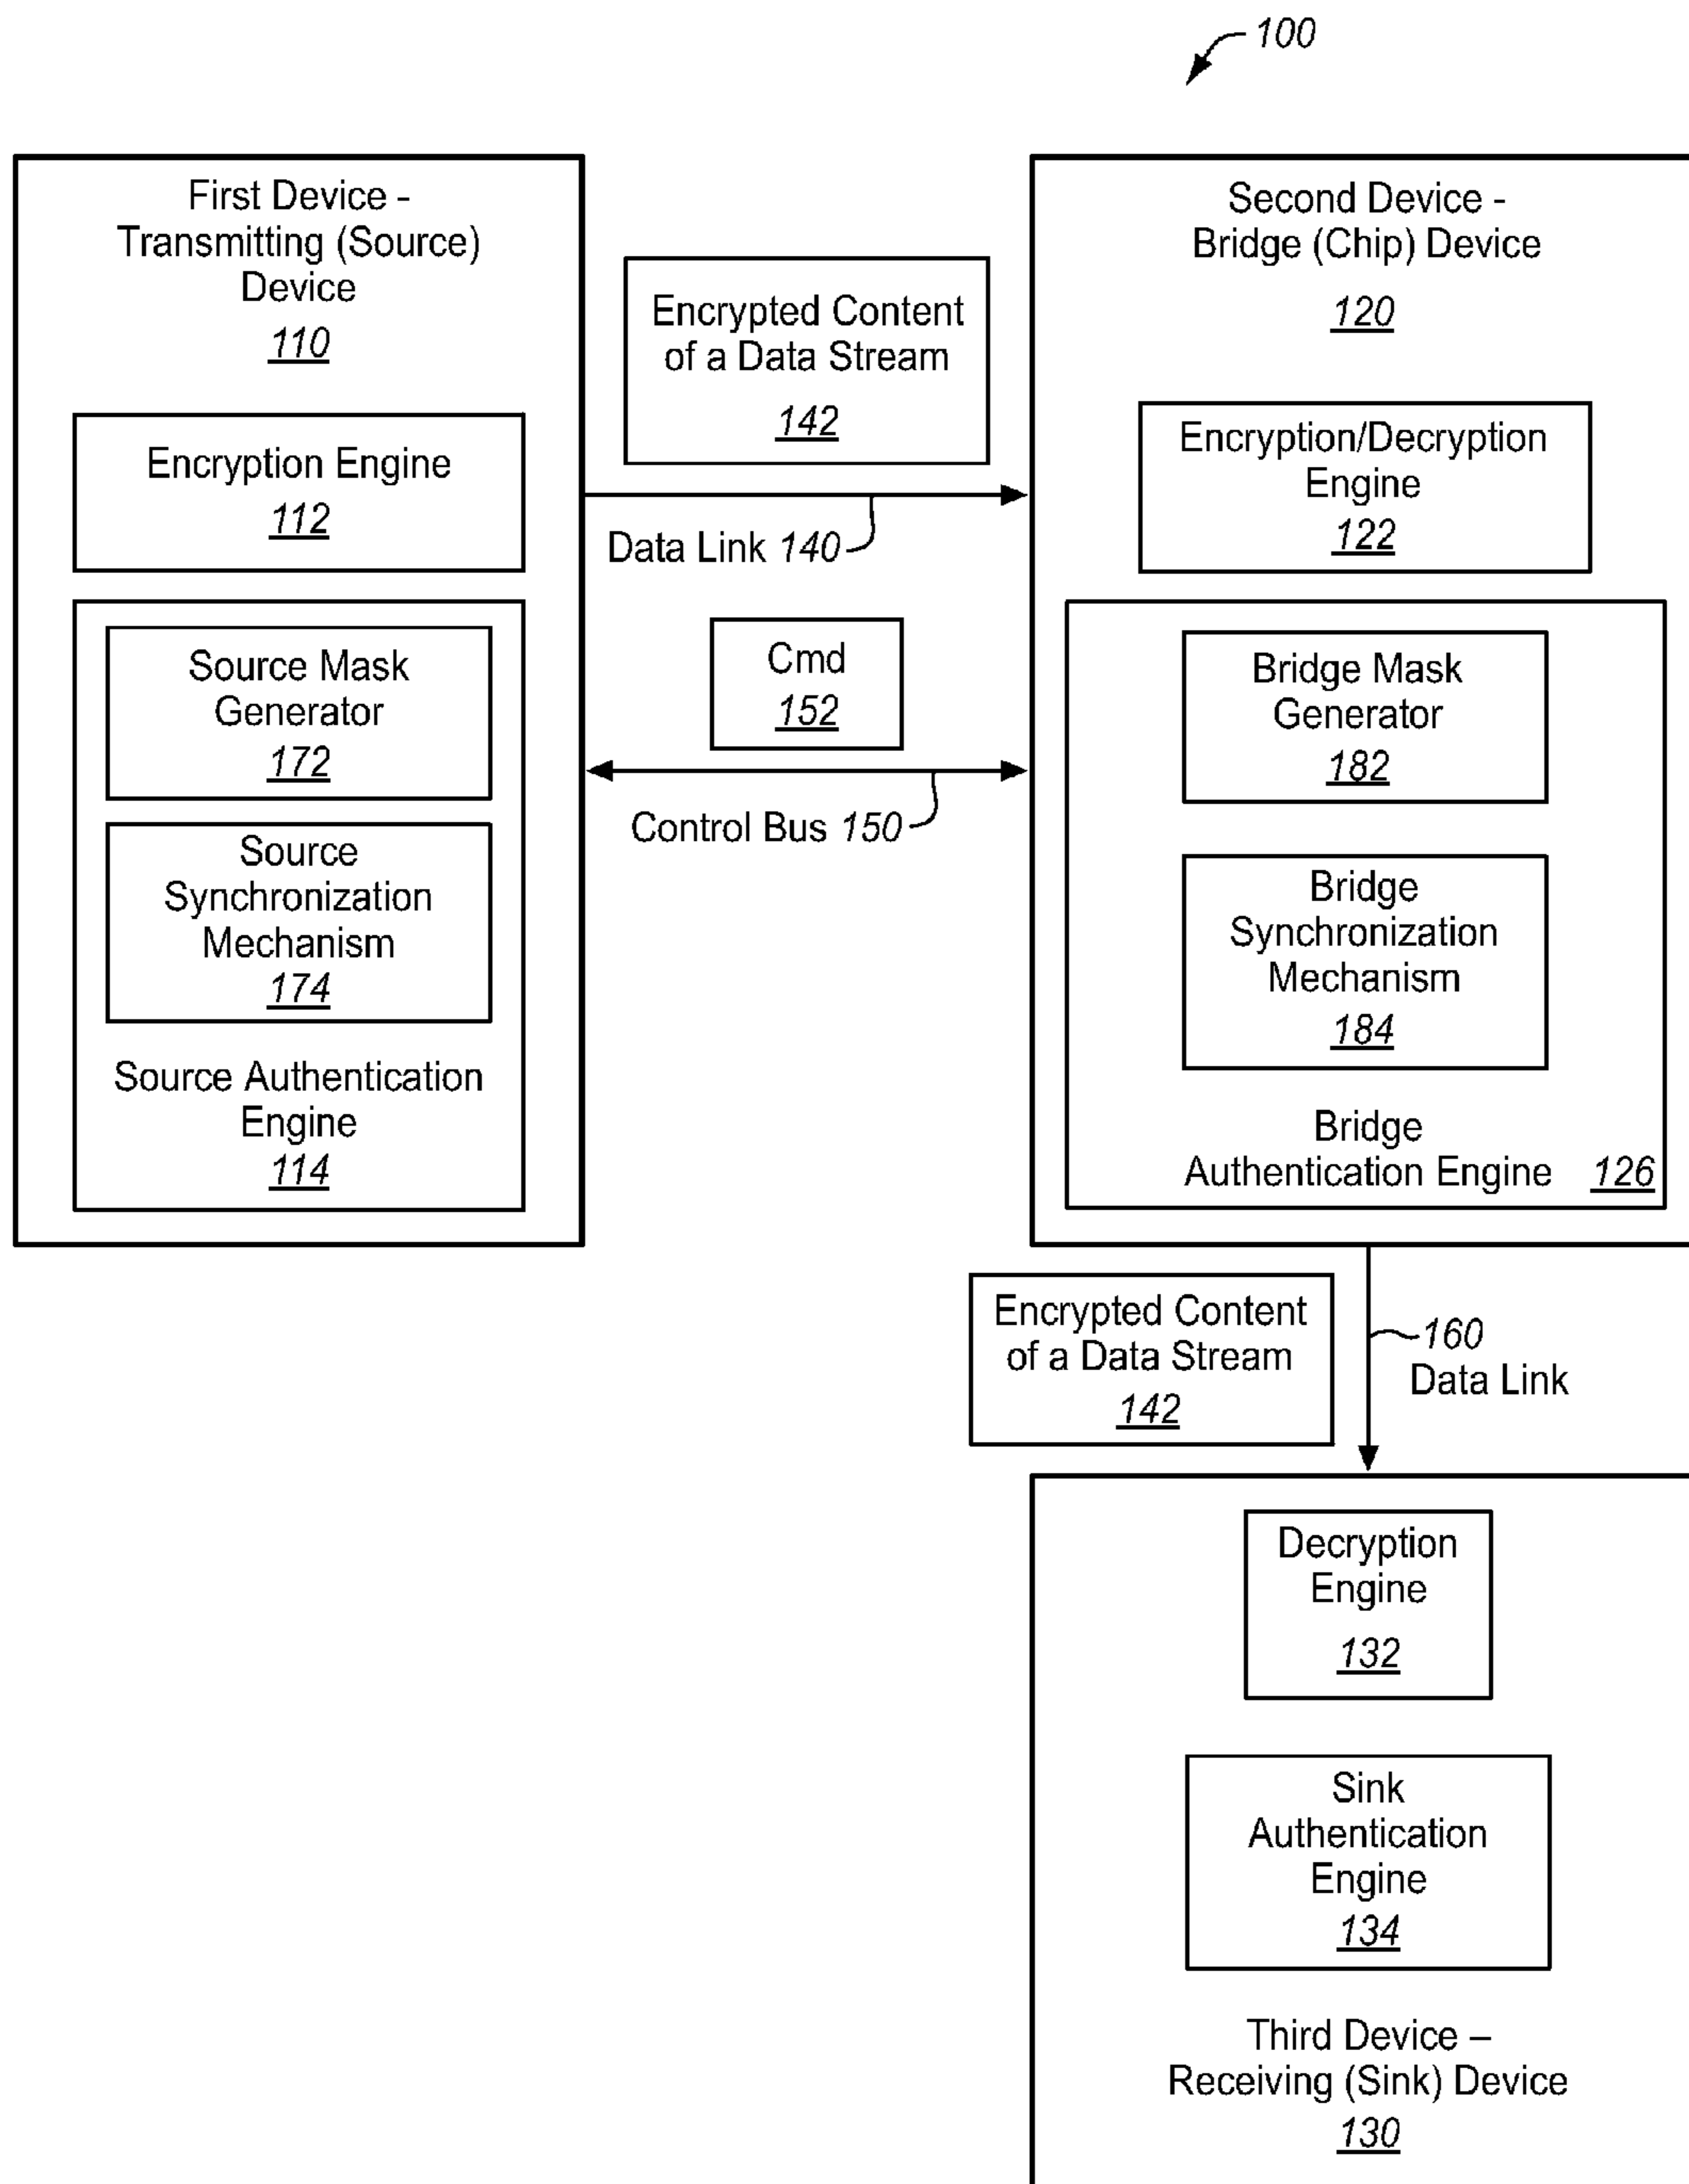 100
First Device -
Transmitting (Source)
Device
110
Encryption Engine
112
Source Mask
Generator
172
Source
Synchronization
Mechanism
174
Source Authentication
Engine
114
Encrypted Content
of a Data Stream
142
Data Link 140
Cmd
152
Control Bus 150
Second Device -
Bridge (Chip) Device
120
Encryption/Decryption
Engine
122
Bridge Mask
Generator
182
Bridge
Synchronization
Mechanism
184
Bridge
Authentication Engine 126
Encrypted Content
of a Data Stream
142
160
Data Link
Decryption
Engine
132
Sink
Authentication
Engine
134
Third Device –
Receiving (Sink) Device
130